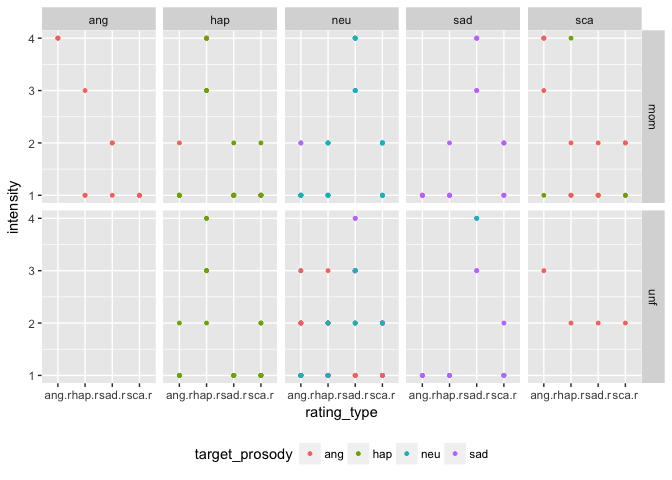 ang hap neu sad sca
4
3
2
1
mom
4
3
2
1
unf
intensity
ang.rhap.rsad.rsca.r ang.rhap.rsad.rsca.r ang.rhap.rsad.rsca.r ang.rhap.rsad.rsca.r ang.rhap.rsad.rsca.r
rating_type
target_prosody ang hap neu sad